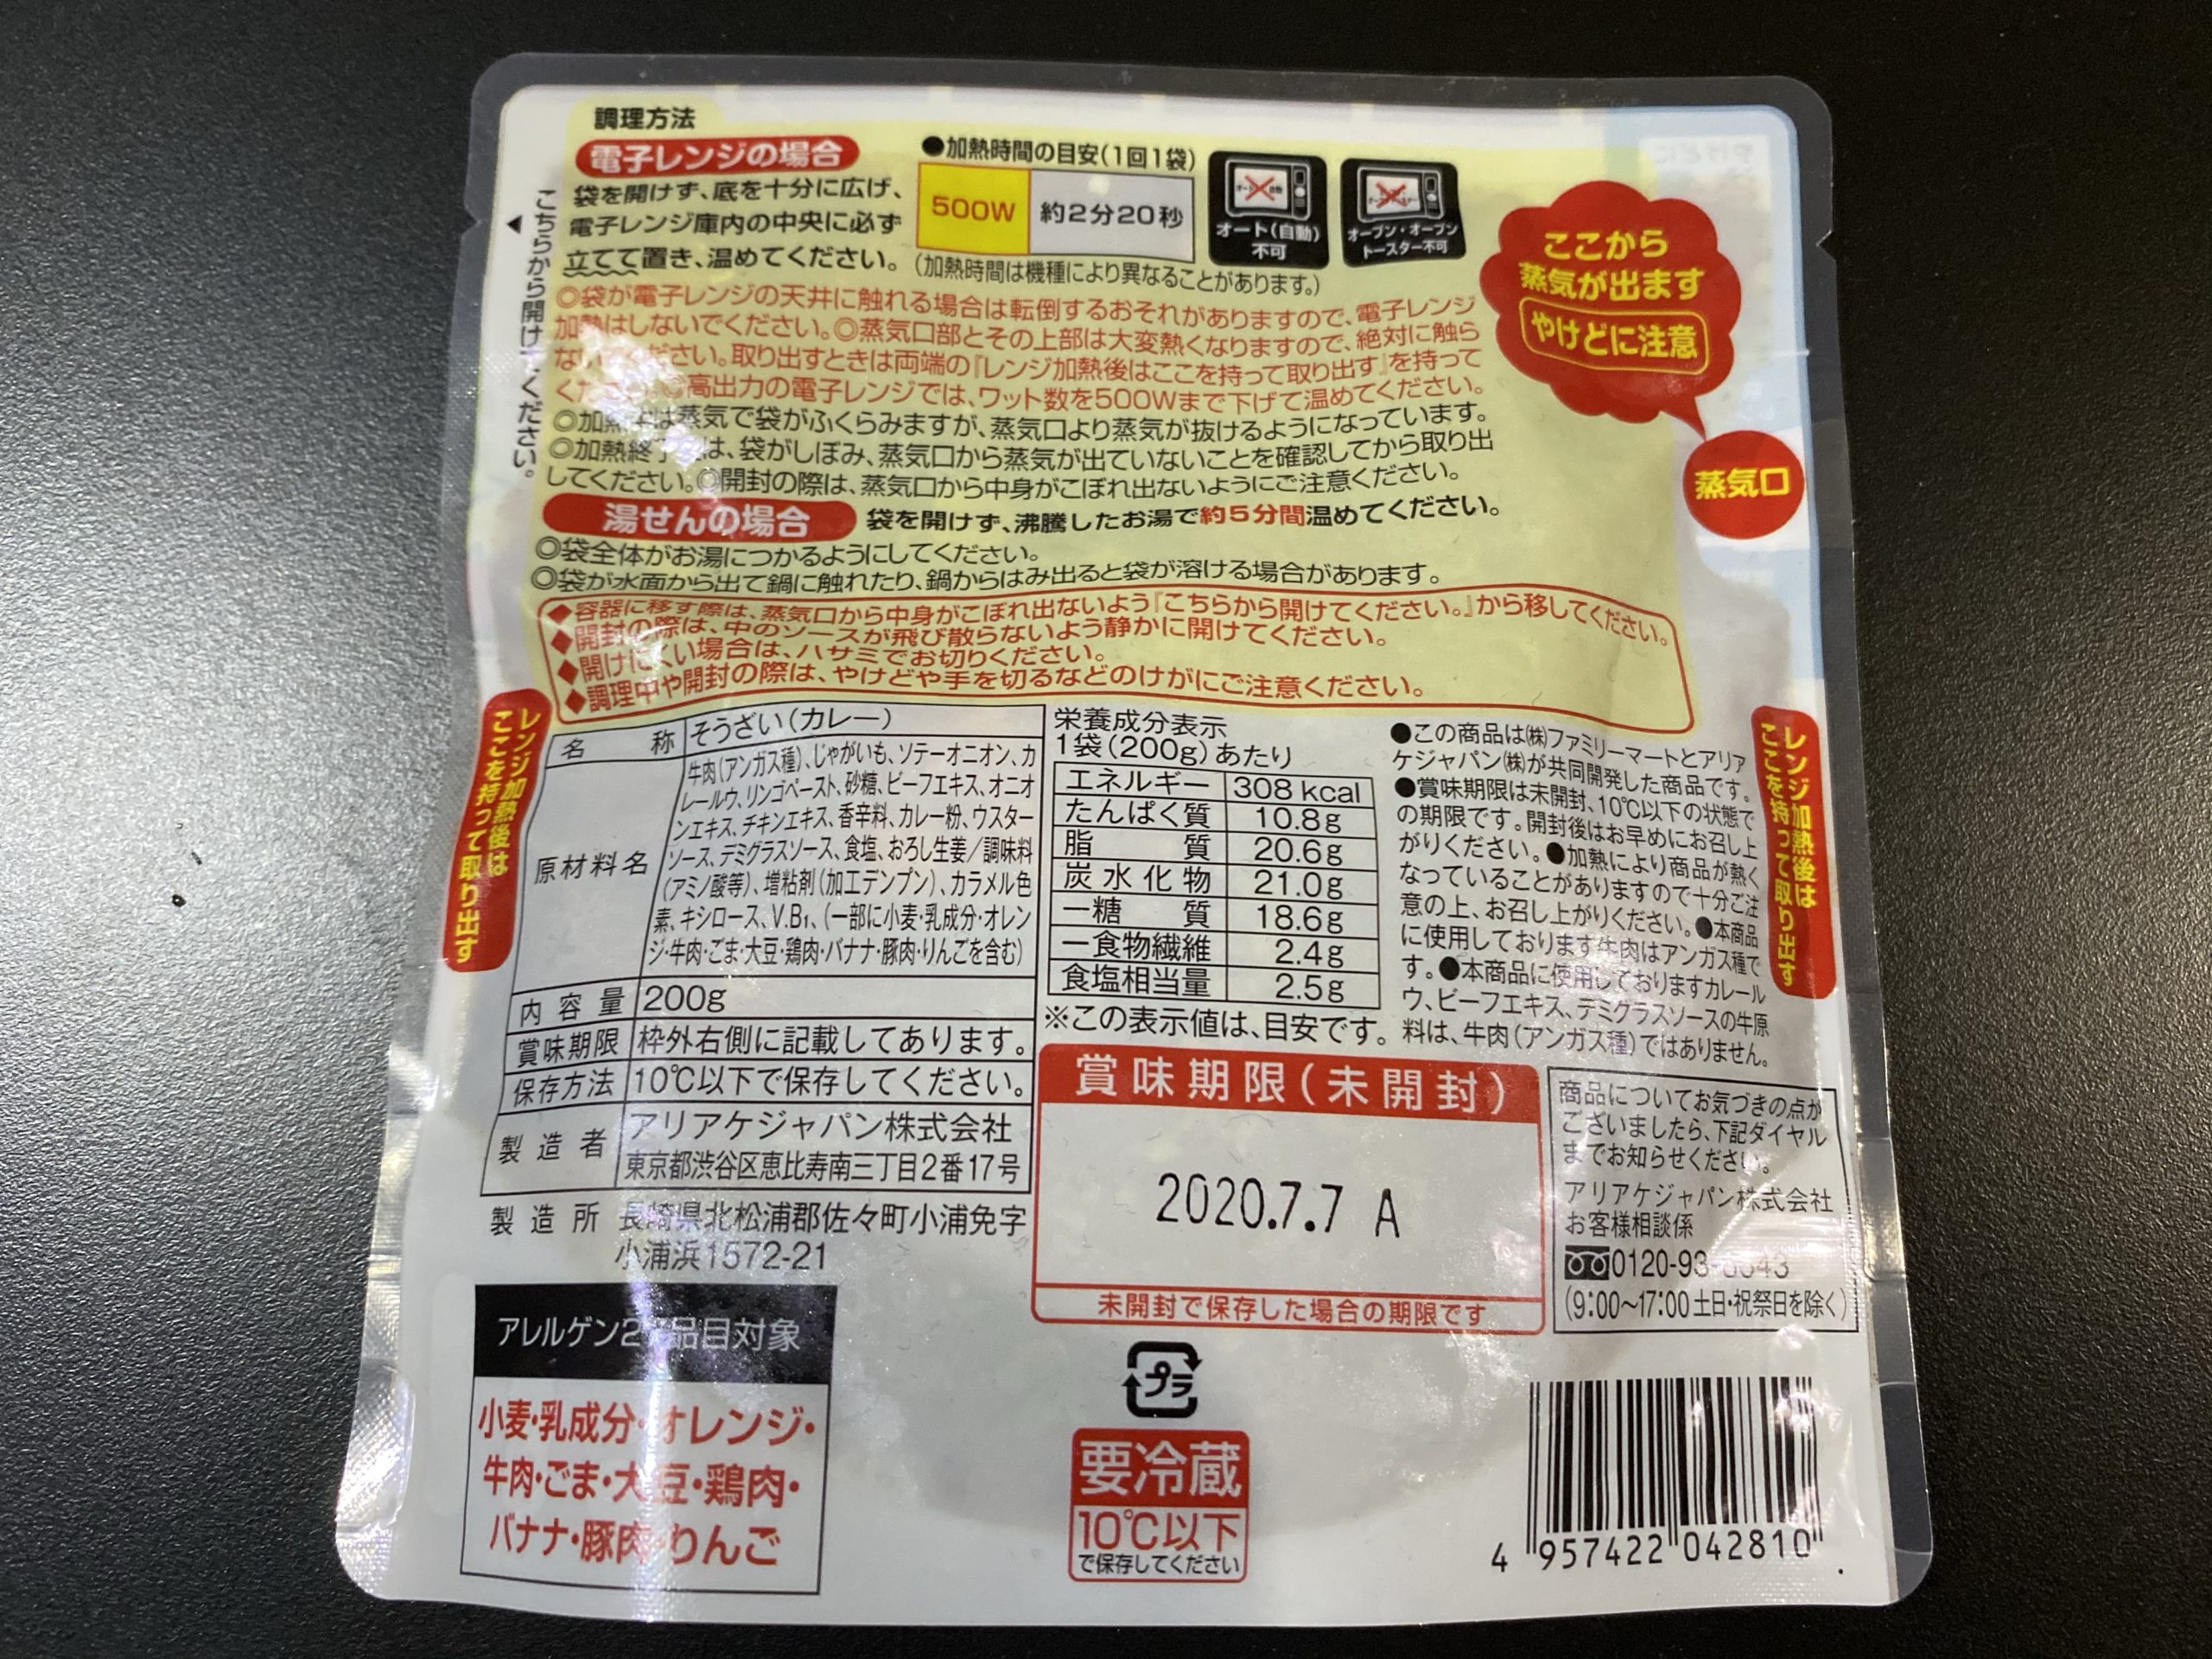 調理方法
電子レンジの場合
袋を開けず、底を十分に広げ、
電子レンジ庫内の中央に必ず
立てて置き、温めてください。
●加熱時間の目安(1回1袋)
500W 約2分20秒
(加熱時間は機種により異なることがあります。)
オート(自動)
不可
オーブン・オーブン
トースター不可
◀こちらから開けてください。
ここから
蒸気が出ます
やけどに注意
蒸気口
◎袋が電子レンジの天井に触れる場合は転倒するおそれがありますので、電子レンジ
加熱はしないでください。◎蒸気口部とその上部は大変熱くなりますので、絶対に触ら
ないでください。取り出すときは両端の『レンジ加熱後はここを持って取り出す』を持って
ください。◎高出力の電子レンジでは、ワット数を500Wまで下げて温めてください。
◎加熱中は蒸気で袋がふくらみますが、蒸気口より蒸気が抜けるようになっています。
◎加熱終了は、袋がしぼみ、蒸気口から蒸気が出ていないことを確認してから取り出
してください。◎開封の際は、蒸気口から中身がこぼれ出ないようにご注意ください。
湯せんの場合 袋を開けず、沸騰したお湯で約5分間温めてください。
◎袋全体がお湯につかるようにしてください。
◎袋が水面から出て鍋に触れたり、鍋からはみ出ると袋が溶ける場合があります。
◆容器に移す際は、蒸気口から中身がこぼれ出ないよう『こちらから開けてください。』から移してください。
◆開封の際は、中のソースが飛び散らないよう静かに開けてください。
◆開けにくい場合は、ハサミでお切りください。
◆調理中や開封の際は、やけどや手を切るなどのけがにご注意ください。
レンジ加熱後は
ここを持って取り出す
名称 そうざい(カレー)
原材料名 牛肉(アンガス種)、じゃがいも、ソテーオニオン、カ
レールウ、リンゴペースト、砂糖、ビーフエキス、オニオ
ンエキス、チキンエキス、香辛料、カレー粉、ウスター
ソース、デミグラスソース、食塩、おろし生姜/調味料
(アミノ酸等)、増粘剤(加工デンプン)、カラメル色
素、キシロース、V.B1、(一部に小麦・乳成分・オレン
ジ・牛肉・ごま・大豆・鶏肉・バナナ・豚肉・りんごを含む)
内容量 200g
賞味期限 枠外右側に記載してあります。
保存方法 10℃以下で保存してください。
製造者 アリアケジャパン株式会社
東京都渋谷区恵比寿南三丁目2番17号
製造所 長崎県北松浦郡佐々町小浦免字
小浦浜1572-21
栄養成分表示
1袋(200g)あたり
エネルギー 308 kcal
たんぱく質 10.8g
脂質 20.6g
炭水化物 21.0g
-糖質 18.6g
-食物繊維 2.4g
食塩相当量 2.5g
※この表示値は、目安です。
●この商品は㈱ファミリーマートとアリア
ケジャパン㈱が共同開発した商品です。
●賞味期限は未開封、10℃以下の状態で
の期限です。開封後はお早めにお召し上
がりください。●加熱により商品が熱く
なっていることがありますので十分ご注
意の上、お召し上がりください。●本商品
に使用しております牛肉はアンガス種で
す。●本商品に使用しておりますカレール
ウ、ビーフエキス、デミグラスソースの牛原
料は、牛肉(アンガス種)ではありません。
レンジ加熱後は
ここを持って取り出す
賞味期限(未開封)
2020.7.7 A
未開封で保存した場合の期限です
商品についてお気づきの点が
ございましたら、下記ダイヤル
までお知らせください。
アリアケジャパン株式会社
お客様相談係
0120-93-
(9:00~17:00 土日・祝祭日を除く)
アレルゲン品目対象
小麦・乳成分・オレンジ・
牛肉・ごま・大豆・鶏肉・
バナナ・豚肉・りんご
プラ
要冷蔵
10℃以下
で保存してください
4 957422 042810